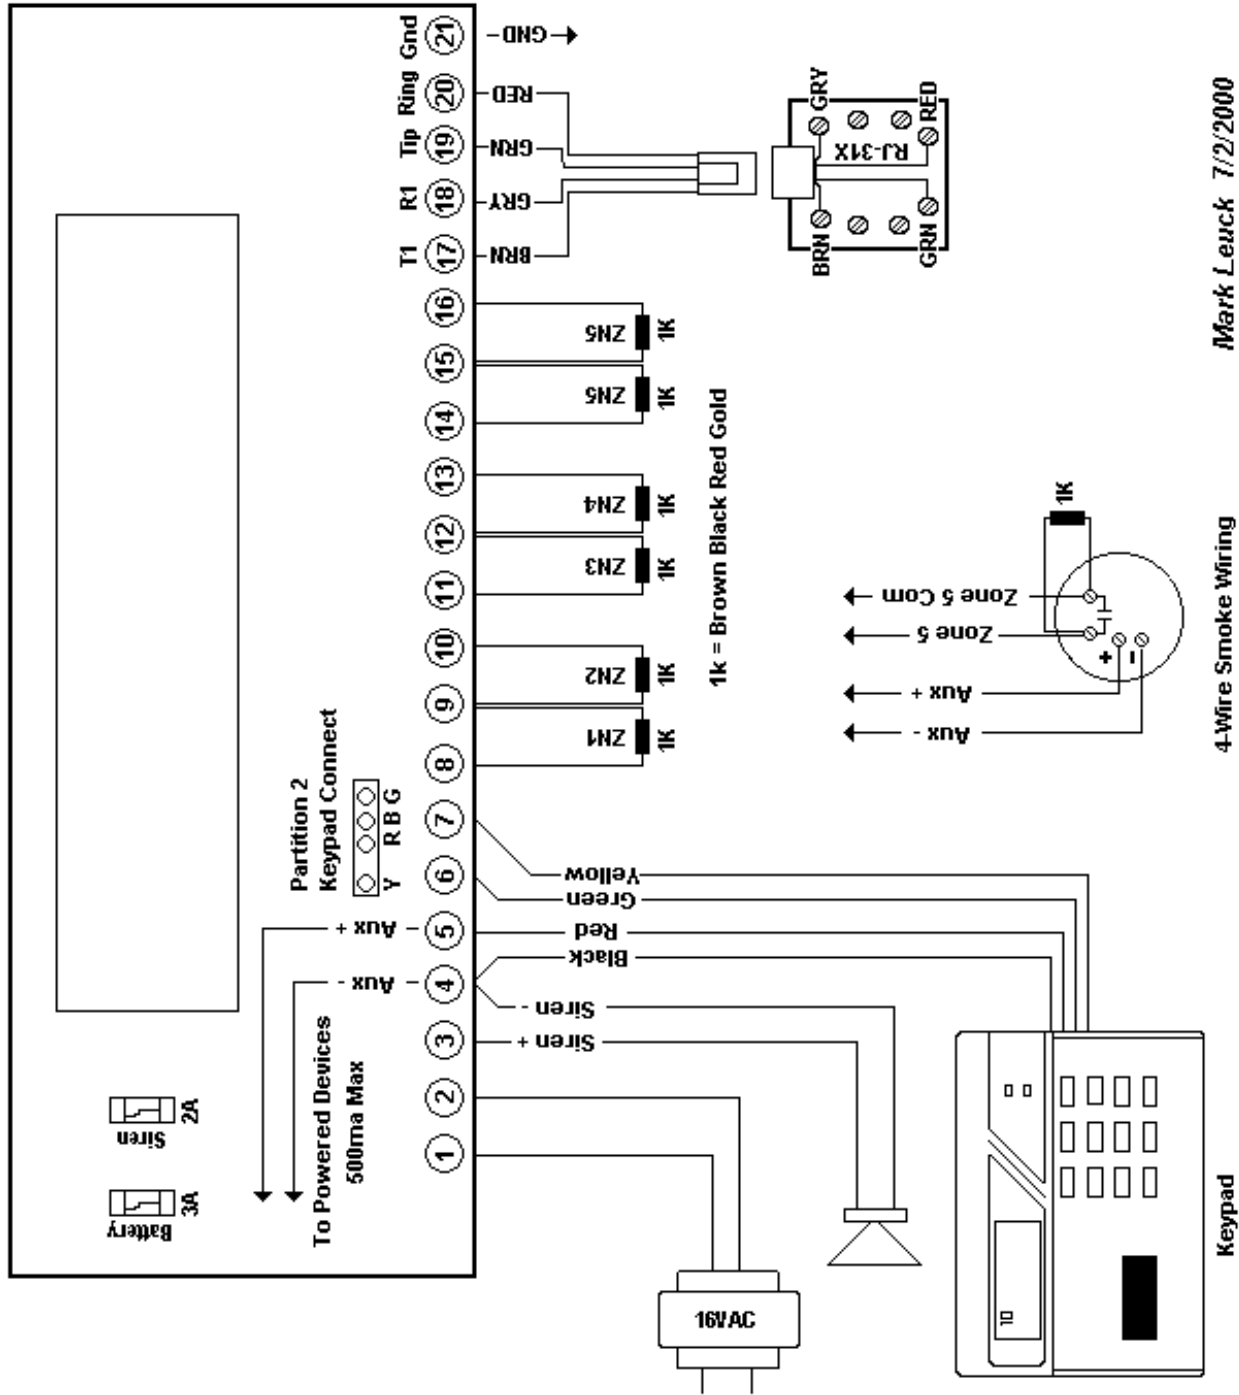 Gnd
21
GND
Ring
20
RED
Tip
19
GRN
R1
18
GRY
T1
17
BRN
16
15
14
13
12
11
10
9
8
7
6
5
4
3
2
1
ZN5
1K
ZN5
1K
ZN4
1K
ZN3
1K
ZN2
1K
ZN1
1K
1k = Brown Black Red Gold
GRY
RED
RJ-31X
BRN
GRN
Mark Leuck 7/2/2000
Partition 2
Keypad Connect
Y R B G
Aux +
Aux -
To Powered Devices
500ma Max
Siren
2A
Battery
3A
Yellow
Green
Red
Black
Siren -
Siren +
16VAC
10
Keypad
1K
Zone 5 Com
Zone 5
Aux +
Aux -
+
-
4-Wire Smoke Wiring